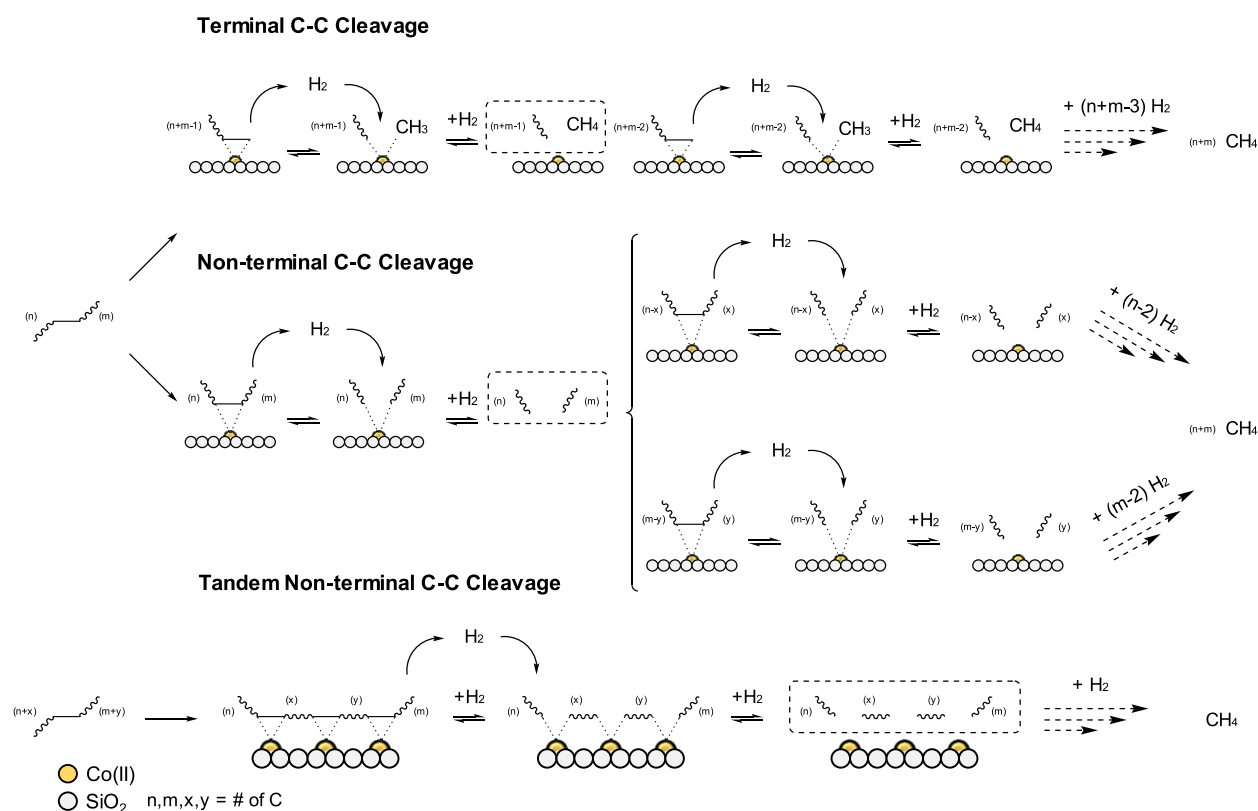 Terminal C-C Cleavage
H₂
H₂
(n+m-1)
(n+m-1)
CH₃
+H₂
(n+m-1)
CH₄
(n+m-2)
(n+m-2)
CH₃
+H₂
(n+m-2)
CH₄
+ (n+m-3) H₂
(n+m) CH₄
Non-terminal C-C Cleavage
(n)
(m)
H₂
(n)
(m)
(n)
(m)
+H₂
(n)
(m)
H₂
(n-x)
(x)
(n-x)
(x)
+H₂
(n-x)
(x)
+ (n-2) H₂
(n+m) CH₄
H₂
(m-y)
(y)
(m-y)
(y)
+H₂
(m-y)
(y)
+ (m-2) H₂
Tandem Non-terminal C-C Cleavage
H₂
(n+x)
(m+y)
(n)
(x)
(y)
(m)
+H₂
(n)
(x)
(y)
(m)
+H₂
(n)
(x)
(y)
(m)
+ H₂
CH₄
Co(II)
SiO₂
n,m,x,y = # of C